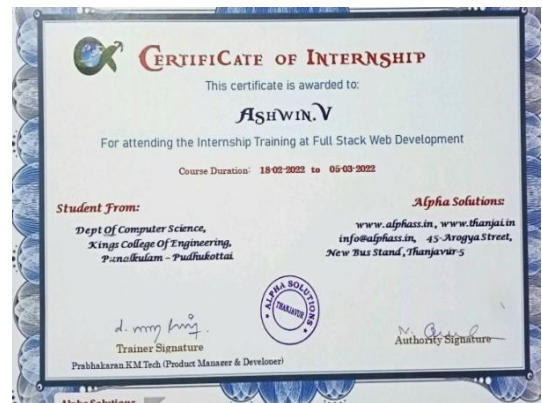 CERTIFICATE OF INTERNSHIP
This certificate is awarded to:
ASHWIN.V
For attending the Internship Training at Full Stack Web Development
Course Duration: 18-02-2022 to 05-03-2022
Student From:
Dept Of Computer Science,
Kings College Of Engineering,
Punalkulam - Pudhukottai
Alpha Solutions:
www.alphass.in, www.thanjai.in
info@alphass.in, 45-Arogya Street,
New Bus Stand, Thanjavur-5
ALPHA SOLUTIONS
THANJAVUR
Trainer Signature
Prabhakaran.KM.Tech (Product Manager & Developer)
Authority Signature
Alpha Solutions